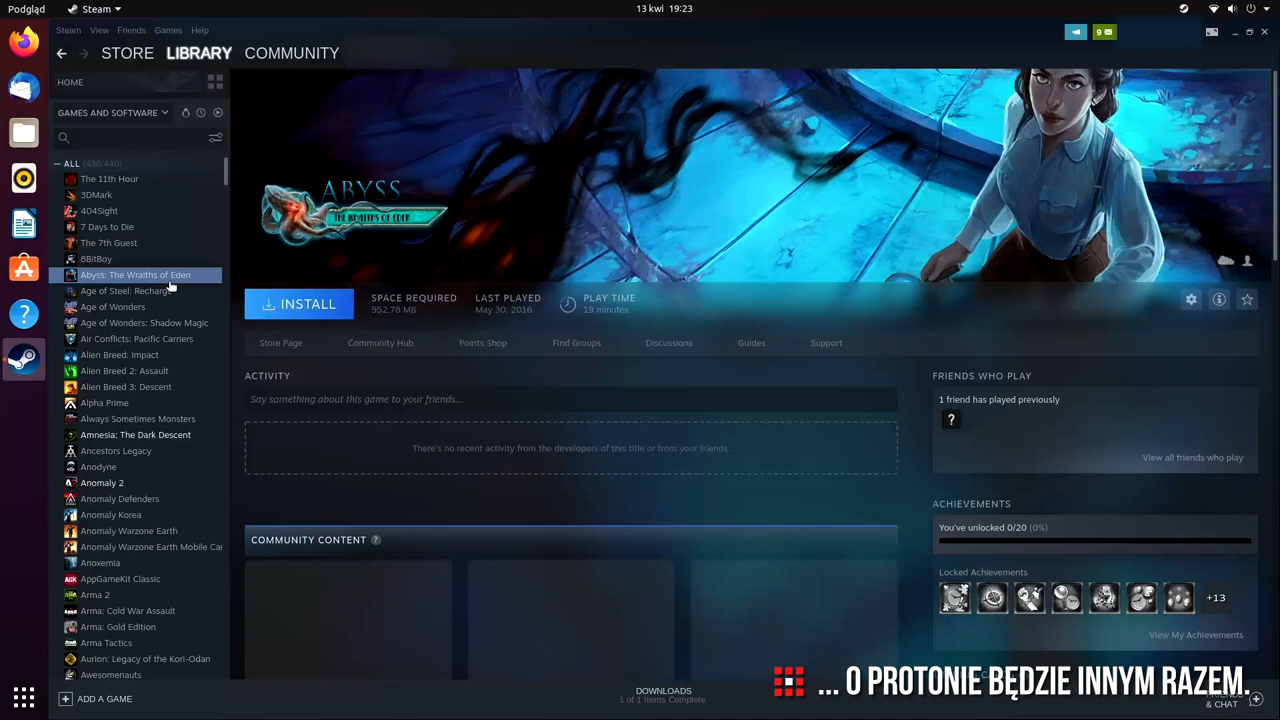 Podgląd
Steam
13 kwi 19:23
Steam View Friends Games Help
9
STORE LIBRARY COMMUNITY
HOME
GAMES AND SOFTWARE
ALL (438/440)
The 11th Hour
3DMark
404Sight
7 Days to Die
The 7th Guest
8BitBoy
Abyss: The Wraiths of Eden
Age of Steel: Recharge
Age of Wonders
Age of Wonders: Shadow Magic
Air Conflicts: Pacific Carriers
Alien Breed: Impact
Alien Breed 2: Assault
Alien Breed 3: Descent
Alpha Prime
Always Sometimes Monsters
Amnesia: The Dark Descent
Ancestors Legacy
Anodyne
Anomaly 2
Anomaly Defenders
Anomaly Korea
Anomaly Warzone Earth
Anomaly Warzone Earth Mobile Car
Anoxemia
AppGameKit Classic
Arma 2
Arma: Cold War Assault
Arma: Gold Edition
Arma Tactics
Aurion: Legacy of the Kori-Odan
Awesomenauts
ADD A GAME
ABYSS
THE WRAITHS OF EDEN
INSTALL
SPACE REQUIRED
952.78 MB
LAST PLAYED
May 30, 2016
PLAY TIME
19 minutes
Store Page Community Hub Points Shop Find Groups Discussions Guides Support
ACTIVITY
Say something about this game to your friends...
There's no recent activity from the developers of this title or from your friends.
COMMUNITY CONTENT ?
FRIENDS WHO PLAY
1 friend has played previously
?
View all friends who play
ACHIEVEMENTS
You've unlocked 0/20 (0%)
Locked Achievements
+13
View My Achievements
DOWNLOADS
1 of 1 Items Complete
... O PROTONIE BĘDZIE INNYM RAZEM.
& CHAT